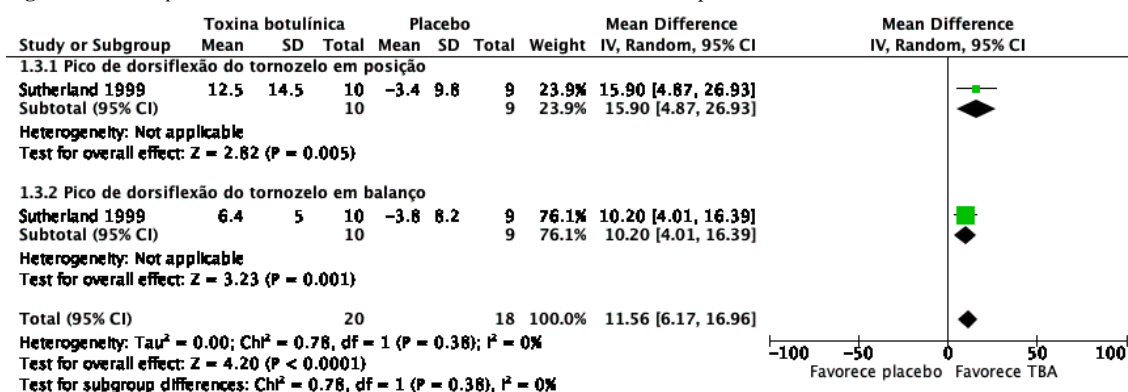 Toxina botulínica Placebo Mean Difference Mean Difference
Study or Subgroup Mean SD Total Mean SD Total Weight IV, Random, 95% CI IV, Random, 95% CI
1.3.1 Pico de dorsiflexão do tornozelo em posição
Sutherland 1999 12.5 14.5 10 −3.4 9.8 9 23.9% 15.90 [4.87, 26.93]
Subtotal (95% CI) 10 9 23.9% 15.90 [4.87, 26.93]
Heterogeneity: Not applicable
Test for overall effect: Z = 2.82 (P = 0.005)
1.3.2 Pico de dorsiflexão do tornozelo em balanço
Sutherland 1999 6.4 5 10 −3.8 8.2 9 76.1% 10.20 [4.01, 16.39]
Subtotal (95% CI) 10 9 76.1% 10.20 [4.01, 16.39]
Heterogeneity: Not applicable
Test for overall effect: Z = 3.23 (P = 0.001)
Total (95% CI) 20 18 100.0% 11.56 [6.17, 16.96]
Heterogeneity: Tau² = 0.00; Chi² = 0.78, df = 1 (P = 0.38); I² = 0%
Test for overall effect: Z = 4.20 (P < 0.0001)
Test for subgroup differences: Chi² = 0.78, df = 1 (P = 0.38), I² = 0%
−100 −50 0 50 100
Favorece placebo Favorece TBA